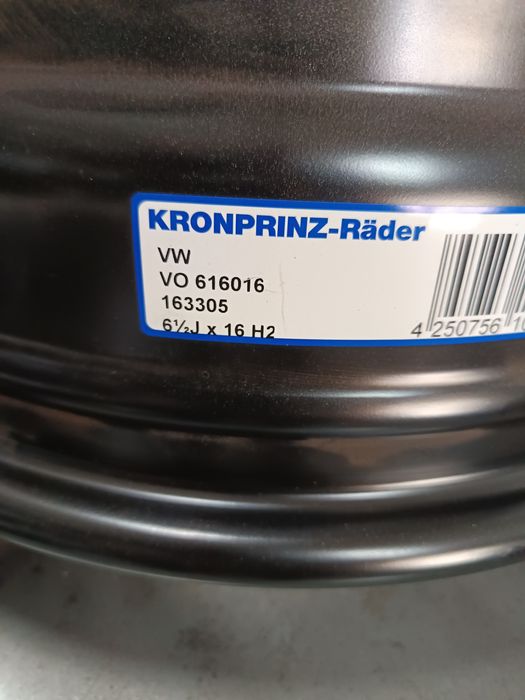 KRONPRINZ-Räder
VW
VO 616016
163305
6½J x 16 H2
4 250756